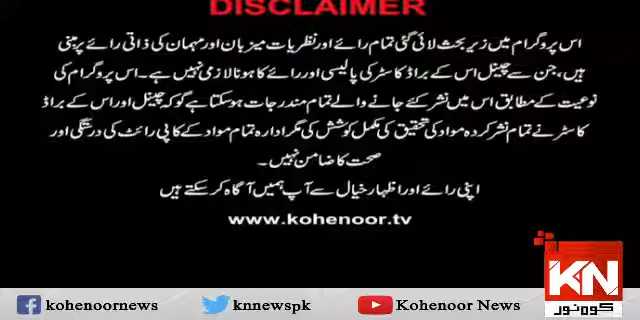 DISCLAIMER
اس پروگرام میں زیر بحث لائی گئی تمام رائے اور نظریات میزبان اور مہمان کی ذاتی رائے پر مبنی
ہیں، جن سے چینل اس کے براڈ کاسٹر کی پالیسی اور رائے کا ہونا لازمی نہیں ہے۔ اس پروگرام کی
نوعیت کے مطابق اس میں نشر کئے جانے والے تمام مندرجات ہو سکتا ہے گو کہ چینل اور اس کے براڈ
کاسٹر نے تمام نشر کردہ مواد کی تحقیق کی مکمل کوشش کی مگر ادارہ تمام مواد کے کاپی رائٹ کی درستگی اور
صحت کا ضامن نہیں۔
اپنی رائے اور اظہار خیال سے آپ ہمیں آگاہ کر سکتے ہیں
www.kohenoor.tv
KN
کوہ نور
kohenoornews
knnewspk
Kohenoor News